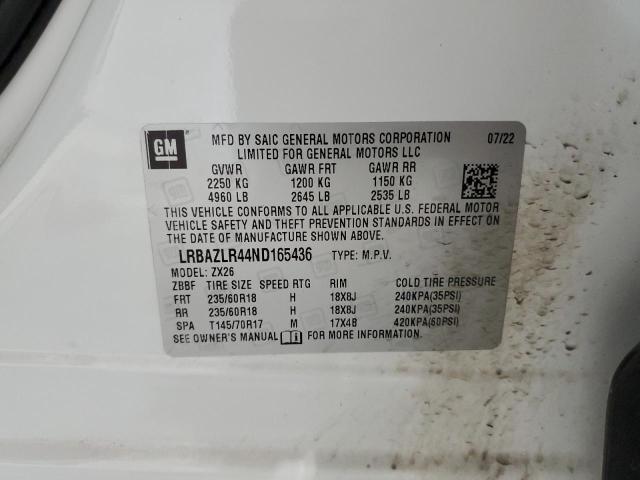 GM
MFD BY SAIC GENERAL MOTORS CORPORATION 07/22
LIMITED FOR GENERAL MOTORS LLC
GVWR GAWR FRT GAWR RR
2250 KG 1200 KG 1150 KG
4960 LB 2645 LB 2535 LB
THIS VEHICLE CONFORMS TO ALL APPLICABLE U.S. FEDERAL MOTOR
VEHICLE SAFETY AND THEFT PREVENTION STANDARDS IN EFFECT ON
THE DATE OF MANUFACTURE SHOWN ABOVE.
LRBAZLR44ND165436 TYPE: M.P.V.
MODEL: ZX26
ZBBF TIRE SIZE SPEED RTG RIM COLD TIRE PRESSURE
FRT 235/60R18 H 18X8J 240KPA(35PSI)
RR 235/60R18 H 18X8J 240KPA(35PSI)
SPA T145/70R17 M 17X4B 420KPA(60PSI)
SEE OWNER'S MANUAL FOR MORE INFORMATION.